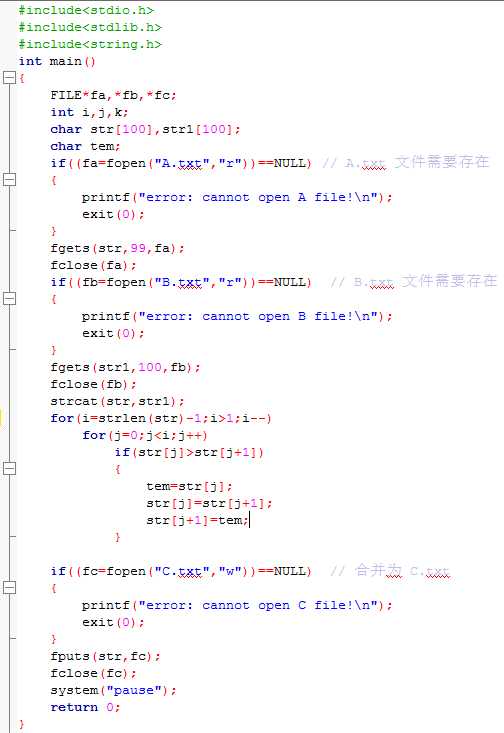 #include<stdio.h>
#include<stdlib.h>
#include<string.h>
int main()
{
    FILE*fa,*fb,*fc;
    int i,j,k;
    char str[100],str1[100];
    char tem;
    if((fa=fopen("A.txt","r"))==NULL) // A.txt 文件需要存在
    {
        printf("error: cannot open A file!\n");
        exit(0);
    }
    fgets(str,99,fa);
    fclose(fa);
    if((fb=fopen("B.txt","r"))==NULL)  // B.txt 文件需要存在
    {
        printf("error: cannot open B file!\n");
        exit(0);
    }
    fgets(str1,100,fb);
    fclose(fb);
    strcat(str,str1);
    for(i=strlen(str)-1;i>1;i--)
        for(j=0;j<i;j++)
            if(str[j]>str[j+1])
            {
                tem=str[j];
                str[j]=str[j+1];
                str[j+1]=tem;
            }

    if((fc=fopen("C.txt","w"))==NULL)  // 合并为 C.txt
    {
        printf("error: cannot open C file!\n");
        exit(0);
    }
    fputs(str,fc);
    fclose(fc);
    system("pause");
    return 0;
}